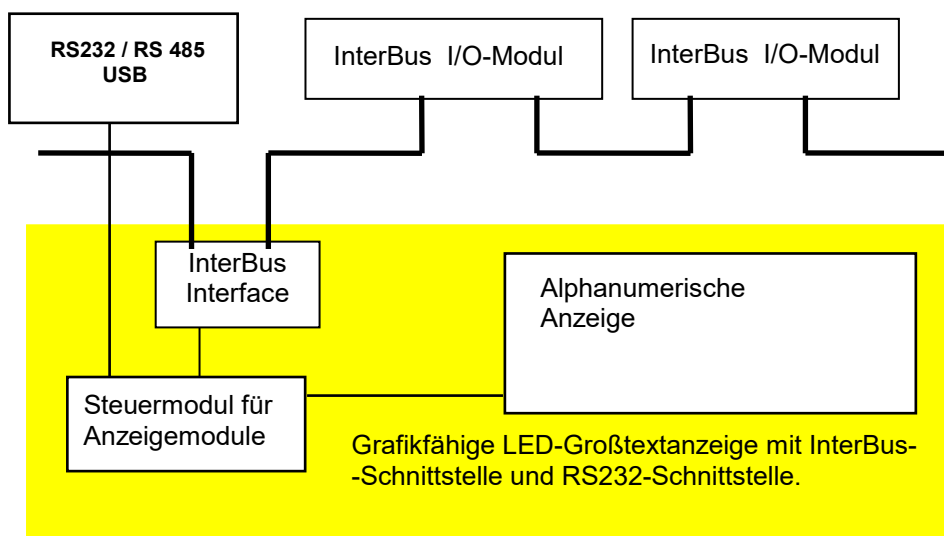 RS232 / RS 485
USB
InterBus I/O-Modul
InterBus I/O-Modul
InterBus
Interface
Alphanumerische
Anzeige
Steuermodul für
Anzeigemodule
Grafikfähige LED-Großtextanzeige mit InterBus-
-Schnittstelle und RS232-Schnittstelle.